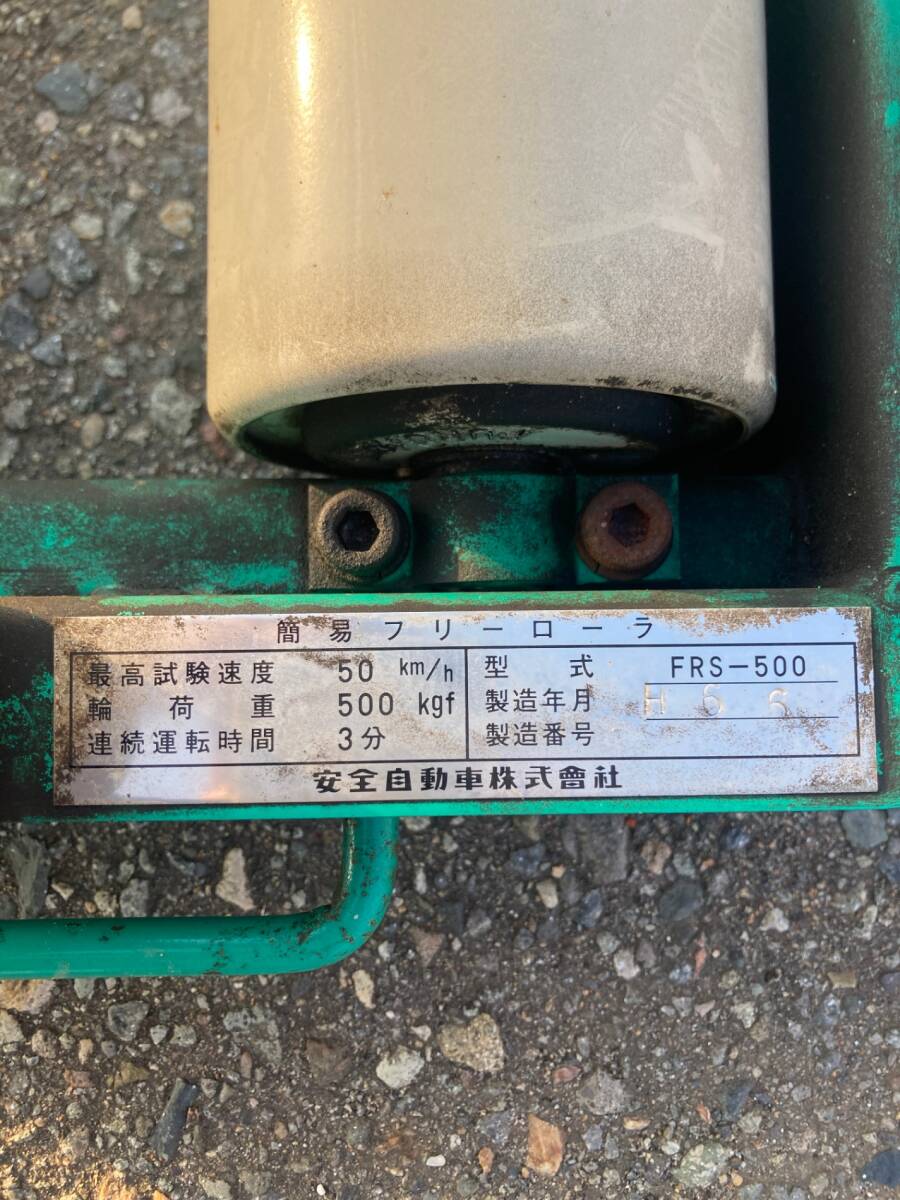 簡易フリーローラ
最高試験速度 50 km/h
輪荷重 500 kgf
連続運転時間 3分
型式 FRS-500
製造年月 H 6 6
製造番号
安全自動車株式會社